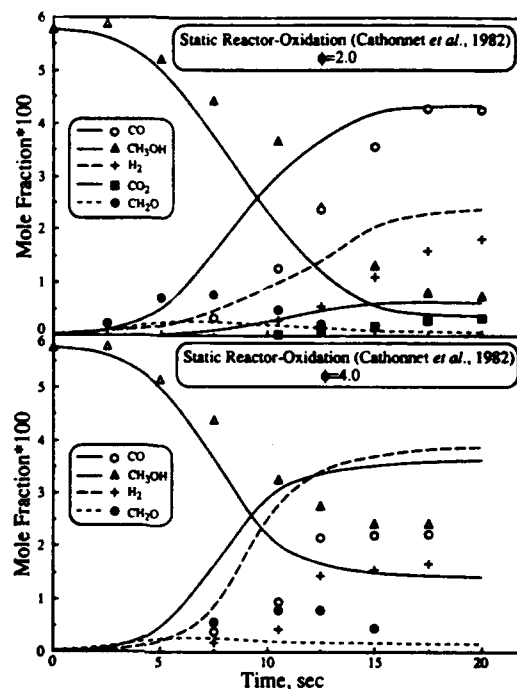 Static Reactor-Oxidation (Cathonnet et al., 1982)
ϕ=2.0
CO
CH₃OH
H₂
CO₂
CH₂O
Mole Fraction*100
6
5
4
3
2
1
0
Static Reactor-Oxidation (Cathonnet et al., 1982)
ϕ=4.0
CO
CH₃OH
H₂
CH₂O
Mole Fraction*100
6
5
4
3
2
1
0
0
5
10
15
20
Time, sec